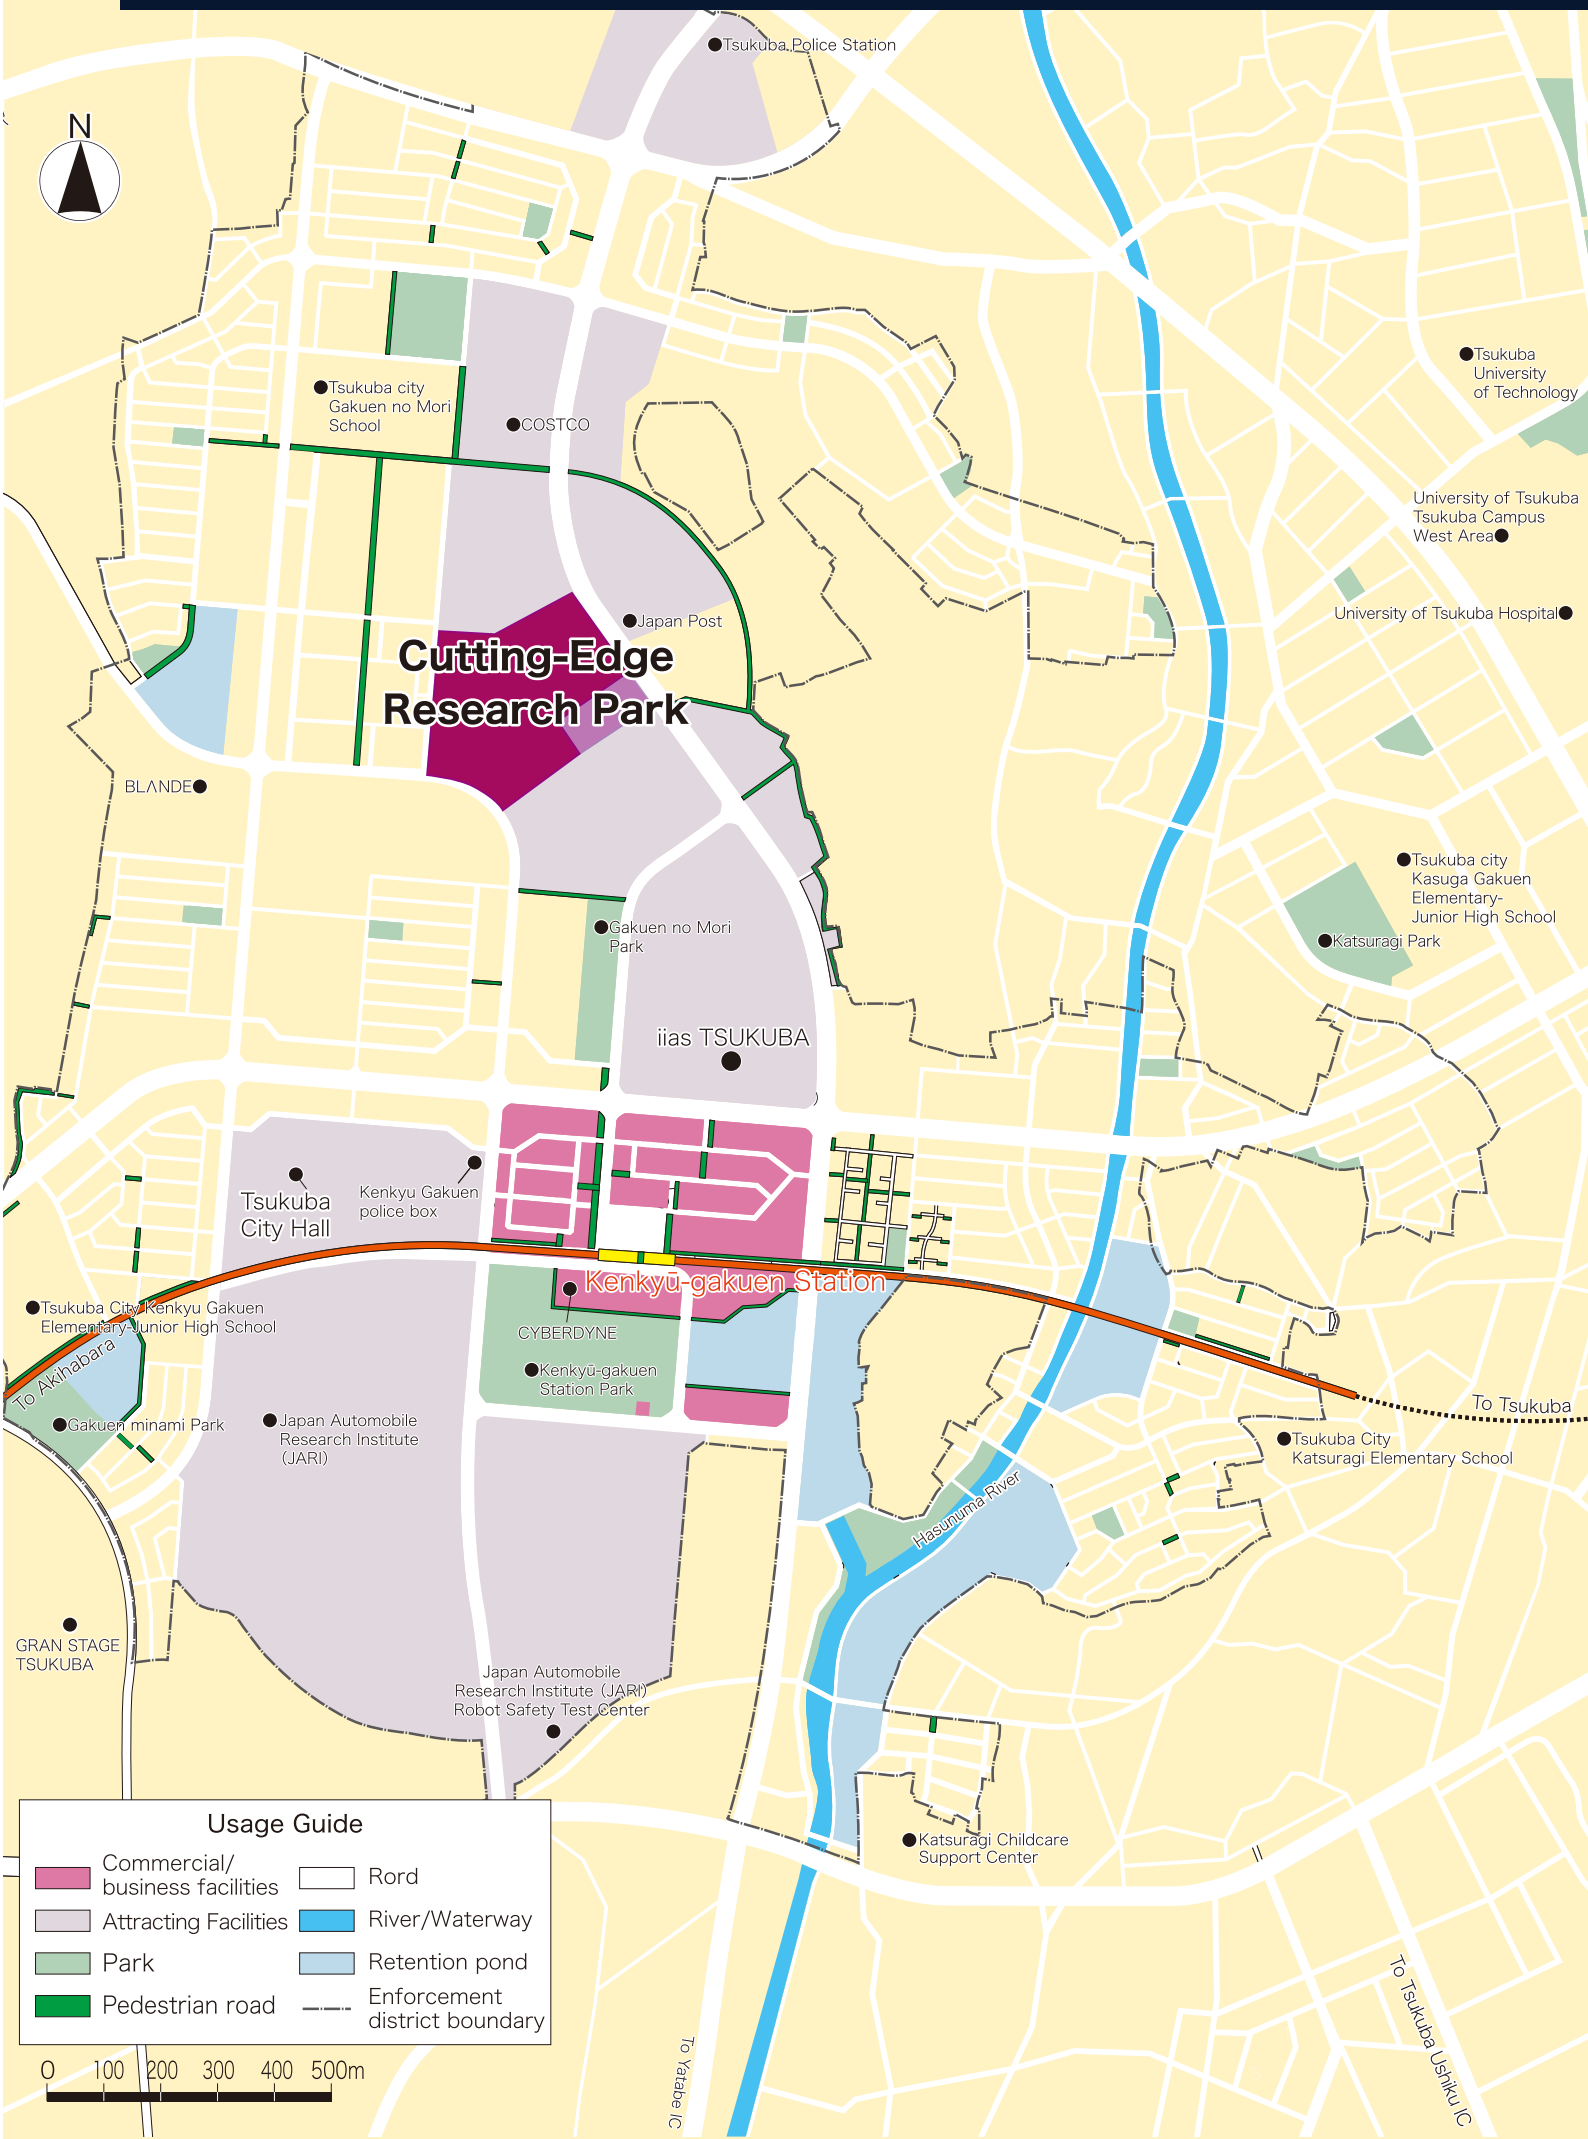 Tsukuba Police Station
N
Tsukuba
University
of Technology
Tsukuba city
Gakuen no Mori
School
COSTCO
University of Tsukuba
Tsukuba Campus
West Area
University of Tsukuba Hospital
Japan Post
Cutting-Edge
Research Park
BLANDE
Tsukuba city
Kasuga Gakuen
Elementary-
Junior High School
Katsuragi Park
Gakuen no Mori
Park
iias TSUKUBA
Tsukuba
City Hall
Kenkyu Gakuen
police box
Kenkyū-gakuen Station
Tsukuba City Kenkyu Gakuen
Elementary-Junior High School
To Akihabara
CYBERDYNE
Kenkyū-gakuen
Station Park
To Tsukuba
Gakuen minami Park
Japan Automobile
Research Institute
(JARI)
Tsukuba City
Katsuragi Elementary School
Hasunuma River
GRAN STAGE
TSUKUBA
Japan Automobile
Research Institute (JARI)
Robot Safety Test Center
Katsuragi Childcare
Support Center
Usage Guide
Commercial/
business facilities
Rord
Attracting Facilities
River/Waterway
Park
Retention pond
Pedestrian road
Enforcement
district boundary
0 100 200 300 400 500m
To Yatabe IC
To Tsukuba Ushiku IC